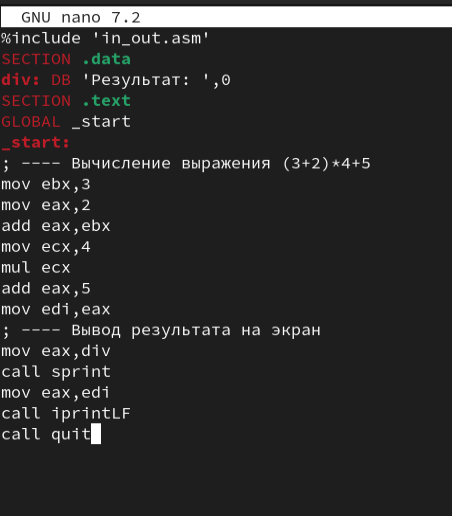 GNU nano 7.2
%include 'in_out.asm'
SECTION .data
div: DB 'Результат: ',0
SECTION .text
GLOBAL _start
_start:
; ---- Вычисление выражения (3+2)*4+5
mov ebx,3
mov eax,2
add eax,ebx
mov ecx,4
mul ecx
add eax,5
mov edi,eax
; ---- Вывод результата на экран
mov eax,div
call sprint
mov eax,edi
call iprintLF
call quit